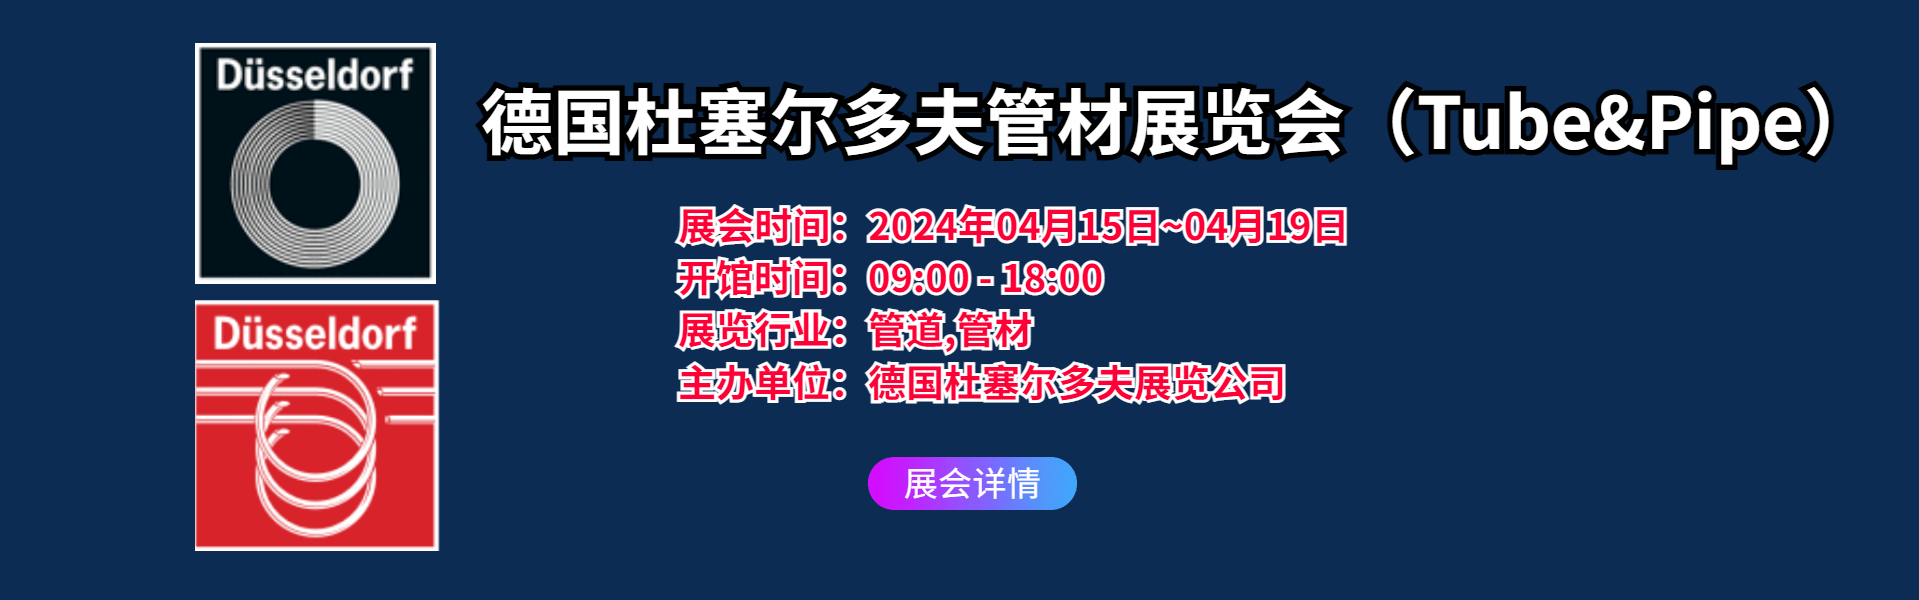 Düsseldorf
德国杜塞尔多夫管材展览会（Tube&Pipe）
展会时间：2024年04月15日~04月19日
开馆时间：09:00 - 18:00
展览行业：管道,管材
主办单位：德国杜塞尔多夫展览公司
Düsseldorf
展会详情